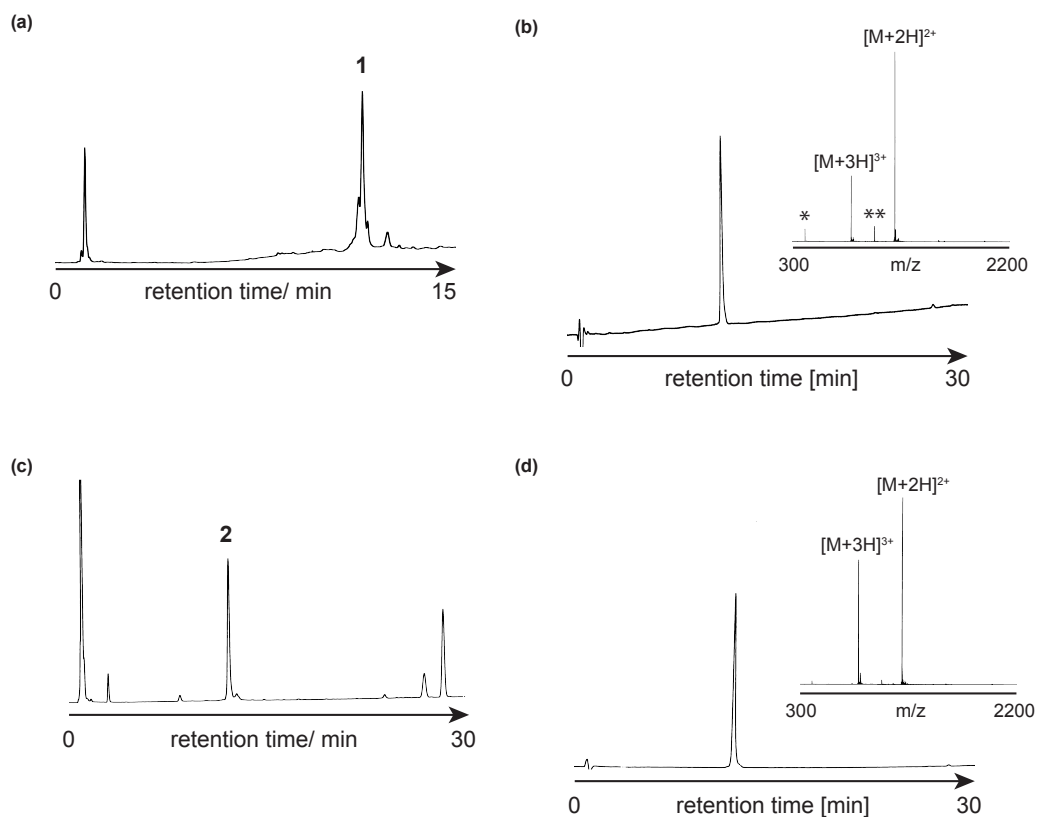 (a)
1
0 retention time/ min 15
(b)
[M+2H]²⁺
[M+3H]³⁺
* **
300 m/z 2200
0 retention time [min] 30
(c)
2
0 retention time/ min 30
(d)
[M+2H]²⁺
[M+3H]³⁺
300 m/z 2200
0 retention time [min] 30